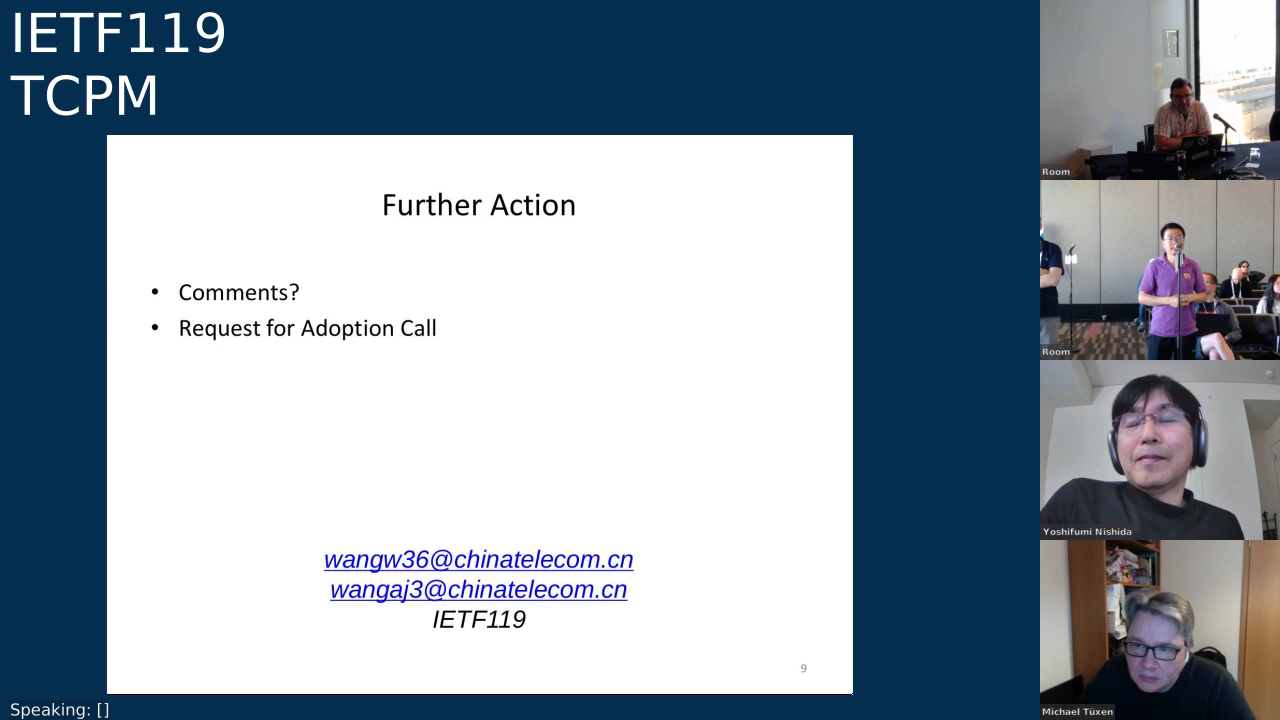 IETF119
TCPM
Further Action
• Comments?
• Request for Adoption Call
wangw36@chinatelecom.cn
wangaj3@chinatelecom.cn
IETF119
9
Speaking: []
Room
Room
Yoshifumi Nishida
Michael Tüxen